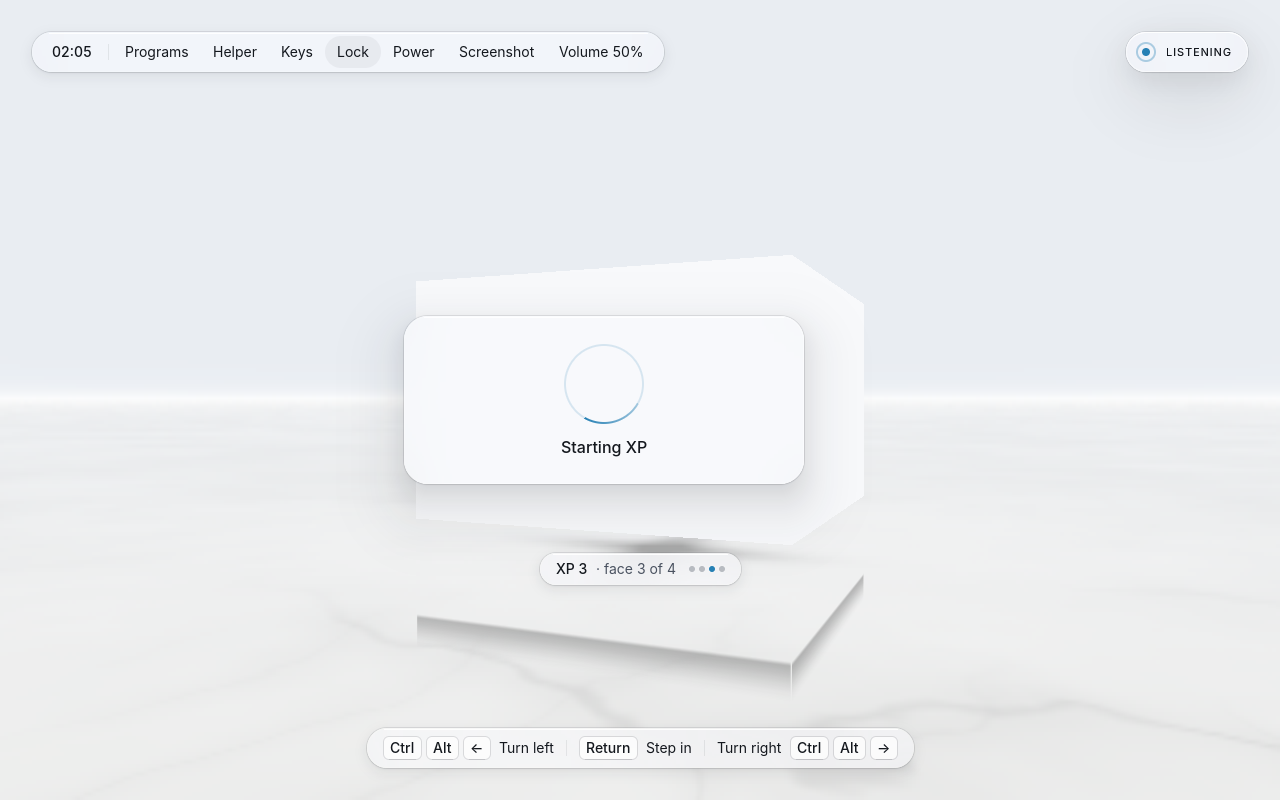 02:05 Programs Helper Keys Lock Power Screenshot Volume 50%
LISTENING
Starting XP
XP 3 · face 3 of 4
Ctrl Alt ← Turn left Return Step in Turn right Ctrl Alt →